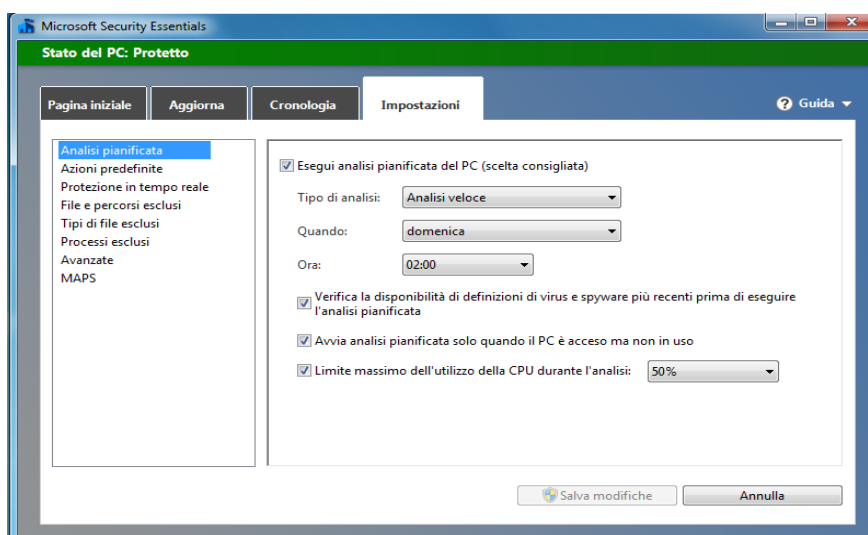 Microsoft Security Essentials
Stato del PC: Protetto
Pagina iniziale
Aggiorna
Cronologia
Impostazioni
Guida
Analisi pianificata
Azioni predefinite
Protezione in tempo reale
File e percorsi esclusi
Tipi di file esclusi
Processi esclusi
Avanzate
MAPS
Esegui analisi pianificata del PC (scelta consigliata)
Tipo di analisi: Analisi veloce
Quando: domenica
Ora: 02:00
Verifica la disponibilità di definizioni di virus e spyware più recenti prima di eseguire
l'analisi pianificata
Avvia analisi pianificata solo quando il PC è acceso ma non in uso
Limite massimo dell'utilizzo della CPU durante l'analisi: 50%
Salva modifiche
Annulla